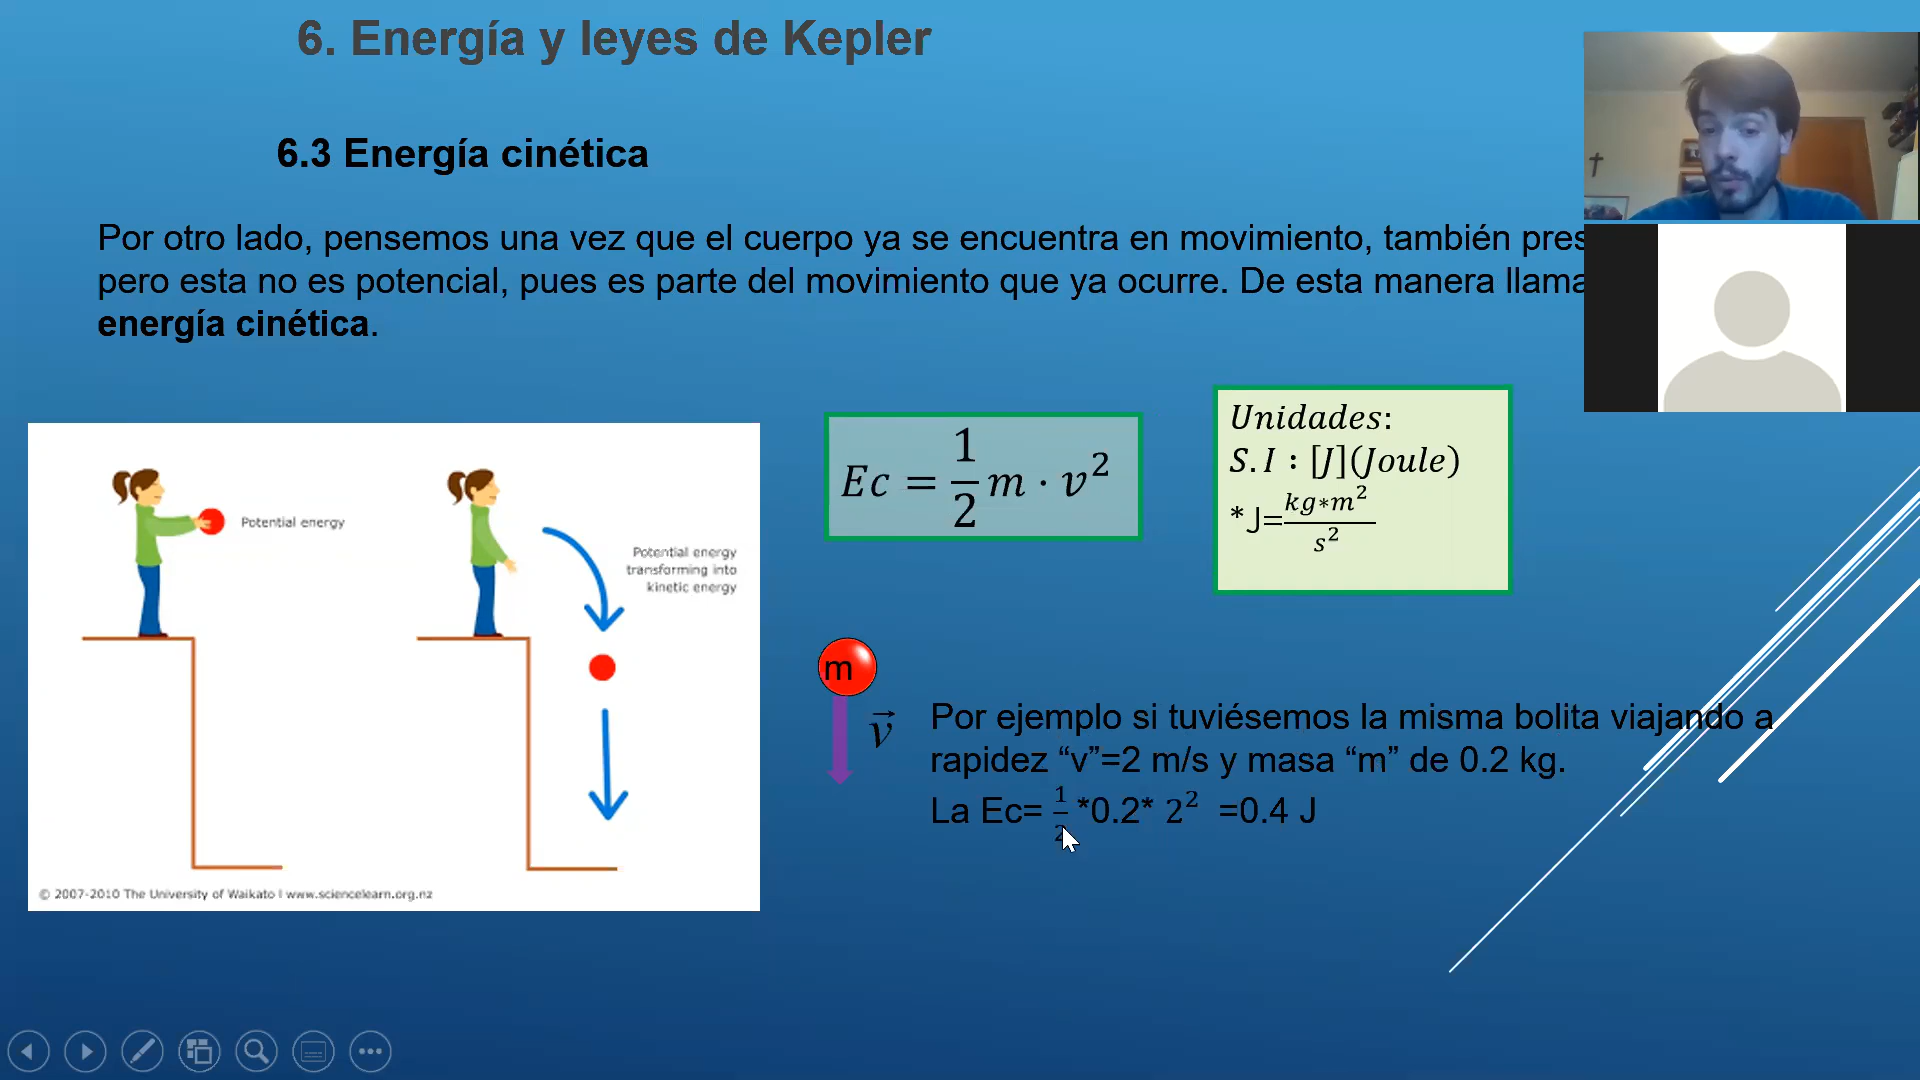 6. Energía y leyes de Kepler
6.3 Energía cinética
Por otro lado, pensemos una vez que el cuerpo ya se encuentra en movimiento, también
pero esta no es potencial, pues es parte del movimiento que ya ocurre. De esta manera
energía cinética.
Potential energy
Potential energy
transforming into
kinetic energy
© 2007-2010 The University of Waikato | www.sciencelearn.org.nz
Ec = 1/2 m · v²
Unidades:
S.I : [J](Joule)
*J= kg*m²/s²
m
v⃗
Por ejemplo si tuviésemos la misma bolita viajando a
rapidez “v”=2 m/s y masa “m” de 0.2 kg.
La Ec= 1/2 *0.2* 2² =0.4 J